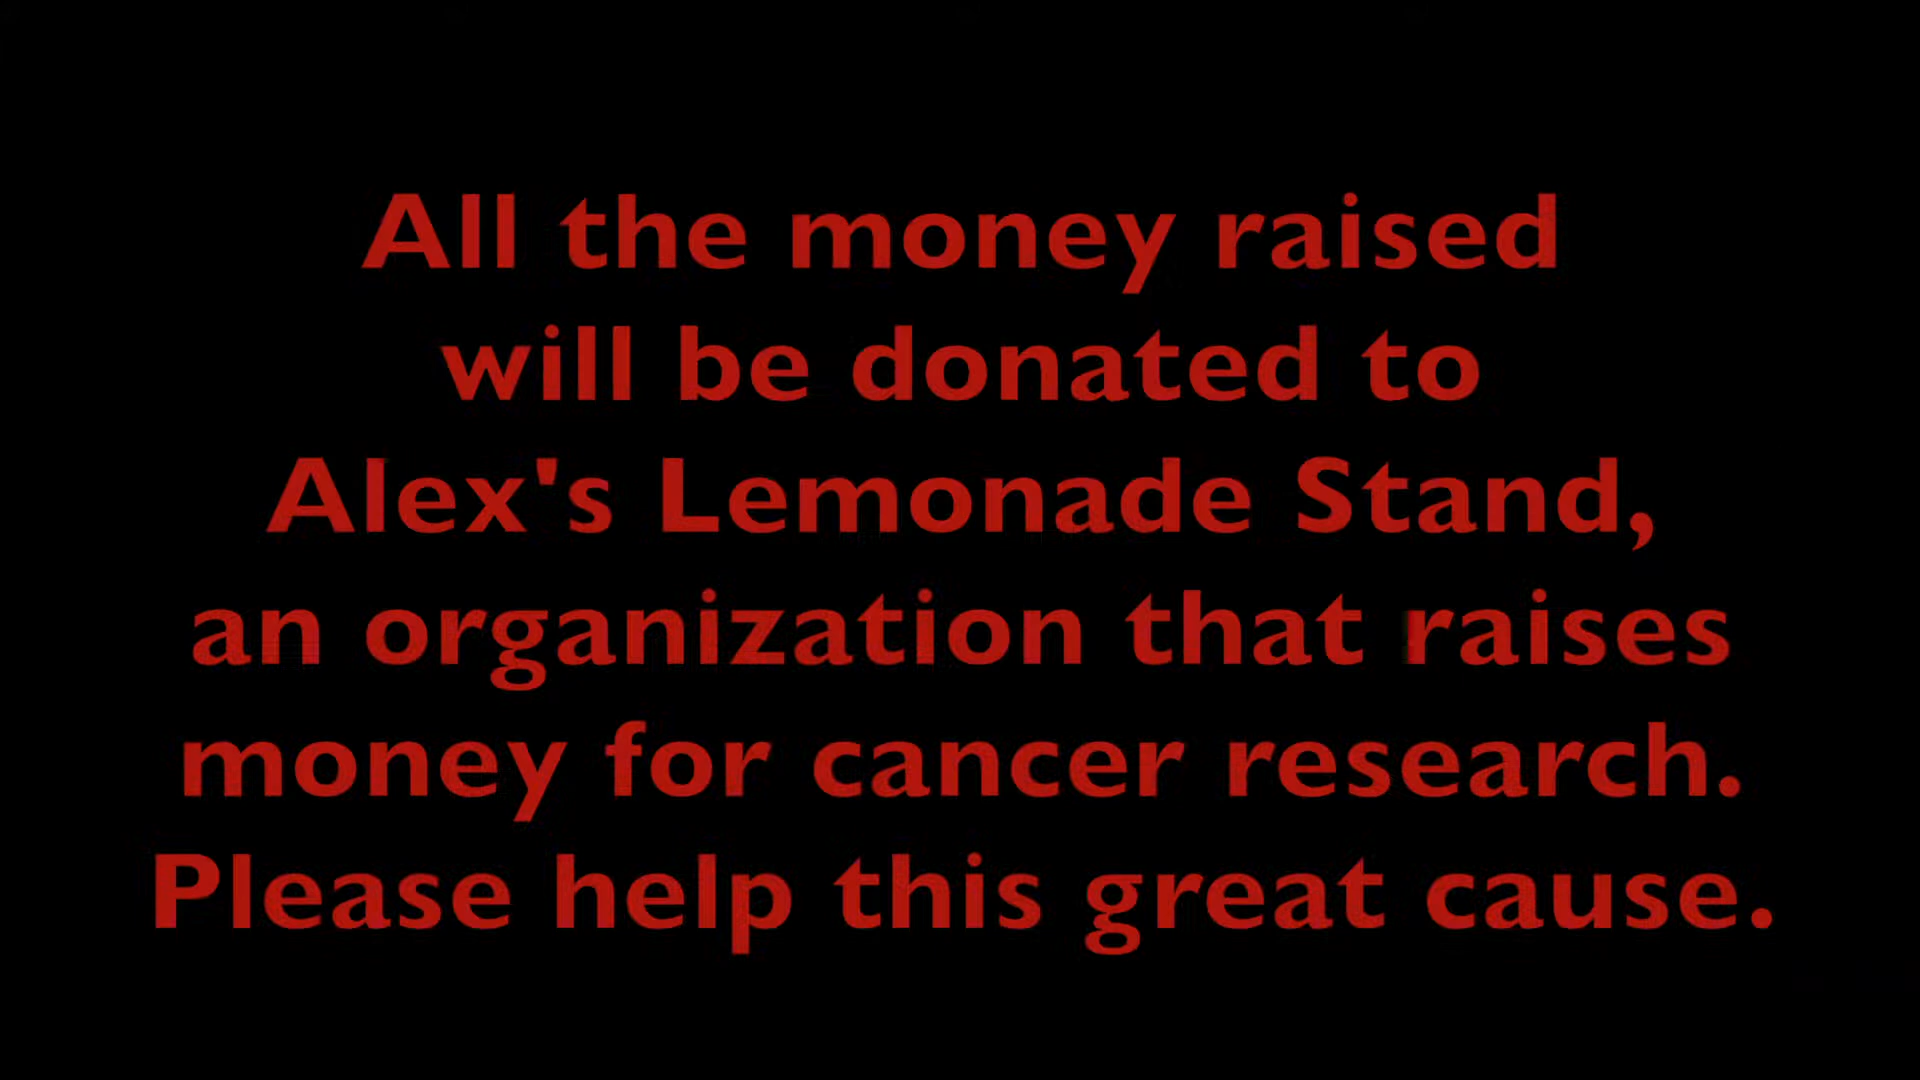 All the money raised
will be donated to
Alex's Lemonade Stand,
an organization that raises
money for cancer research.
Please help this great cause.